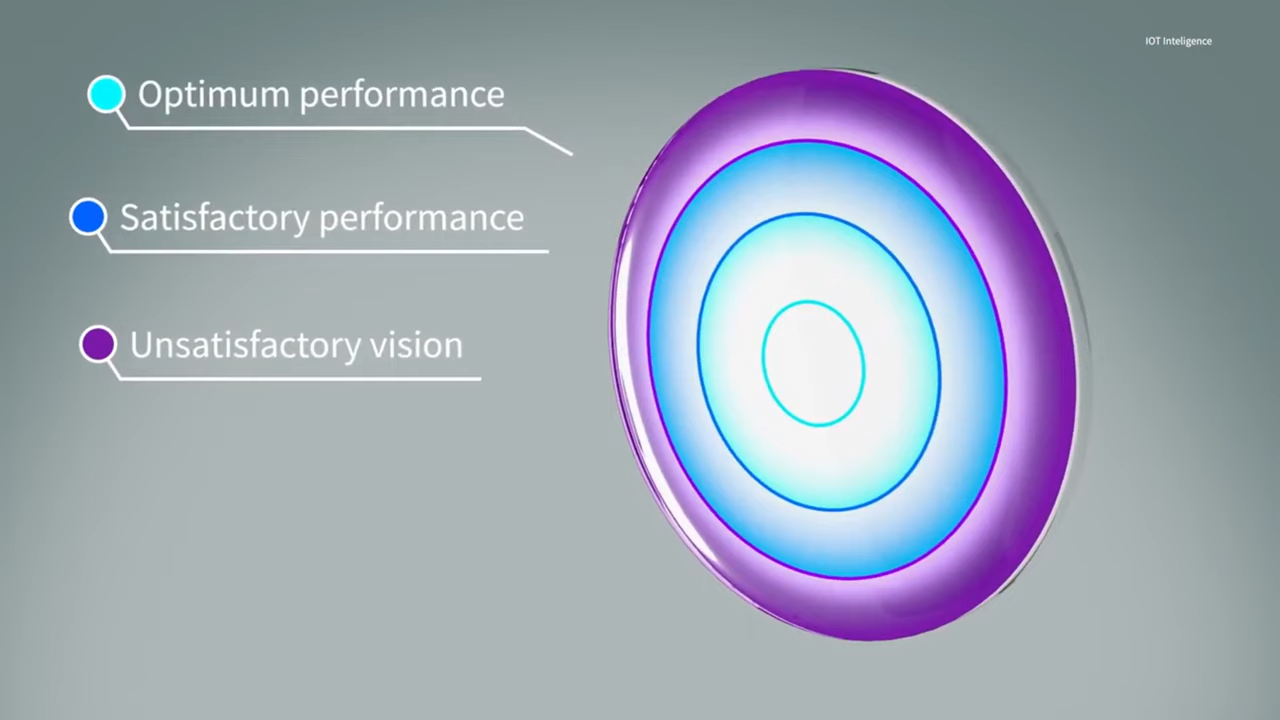 IOT Inteligence
Optimum performance
Satisfactory performance
Unsatisfactory vision